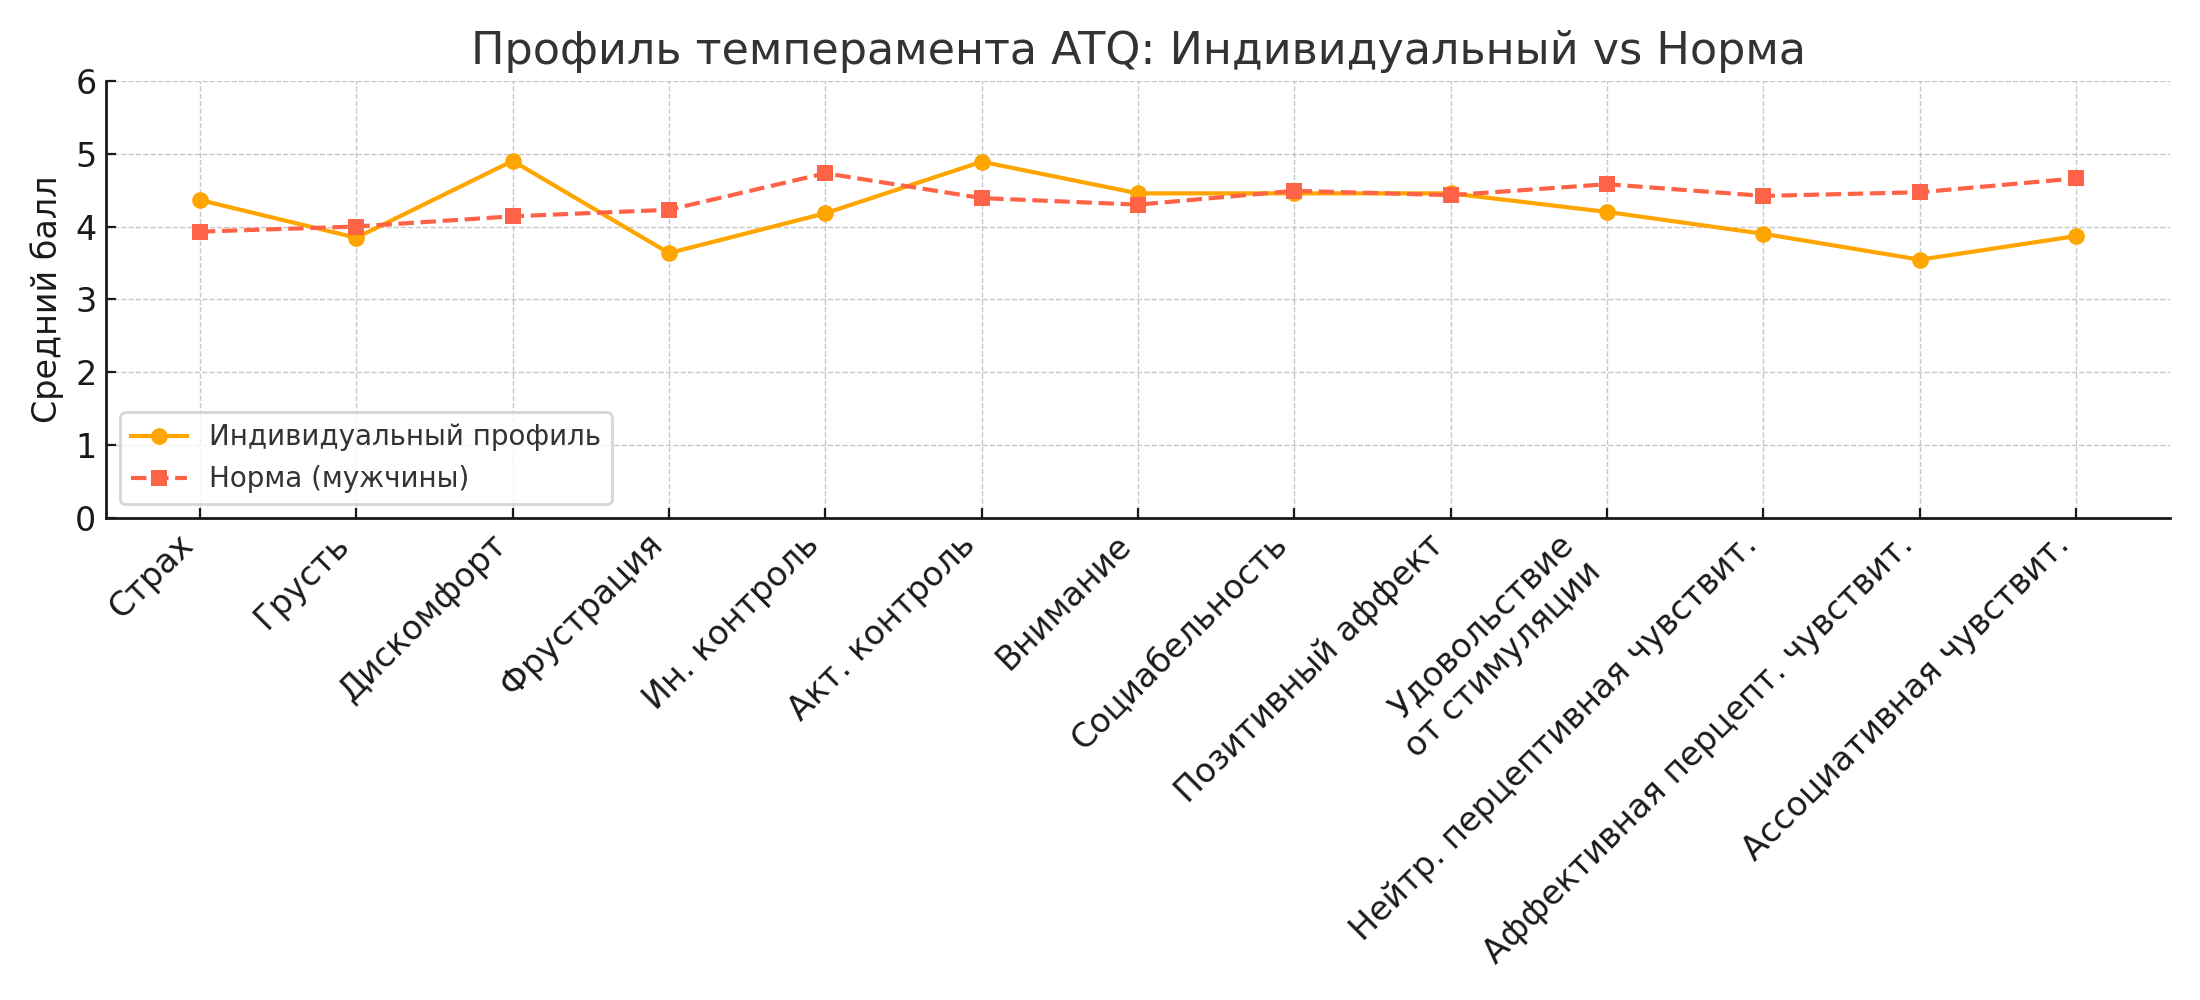 Профиль темперамента ATQ: Индивидуальный vs Норма
Средний балл
6
5
4
3
2
1
0
Индивидуальный профиль
Норма (мужчины)
Страх
Грусть
Дискомфорт
Фрустрация
Ин. контроль
Акт. контроль
Внимание
Социабельность
Позитивный аффект
Удовольствие
от стимуляции
Нейтр. перцептивная чувствит.
Аффективная перцепт. чувствит.
Ассоциативная чувствит.